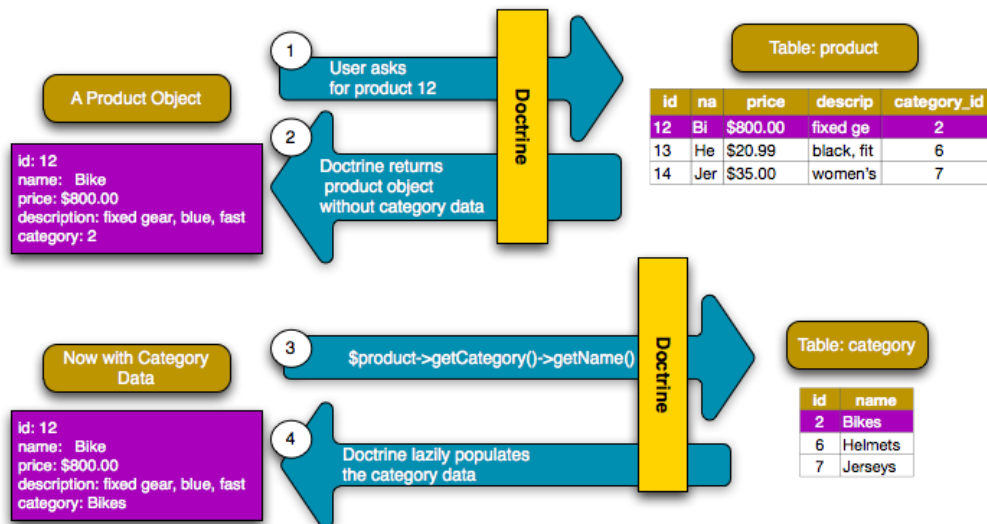 1
User asks
for product 12
Doctrine
Table: product
A Product Object
id na price descrip category_id
12 Bi $800.00 fixed ge 2
13 He $20.99 black, fit 6
14 Jer $35.00 women's 7
2
Doctrine returns
product object
without category data
id: 12
name: Bike
price: $800.00
description: fixed gear, blue, fast
category: 2
3
$product->getCategory()->getName()
Doctrine
Table: category
Now with Category
Data
id name
2 Bikes
6 Helmets
7 Jerseys
4
Doctrine lazily populates
the category data
id: 12
name: Bike
price: $800.00
description: fixed gear, blue, fast
category: Bikes